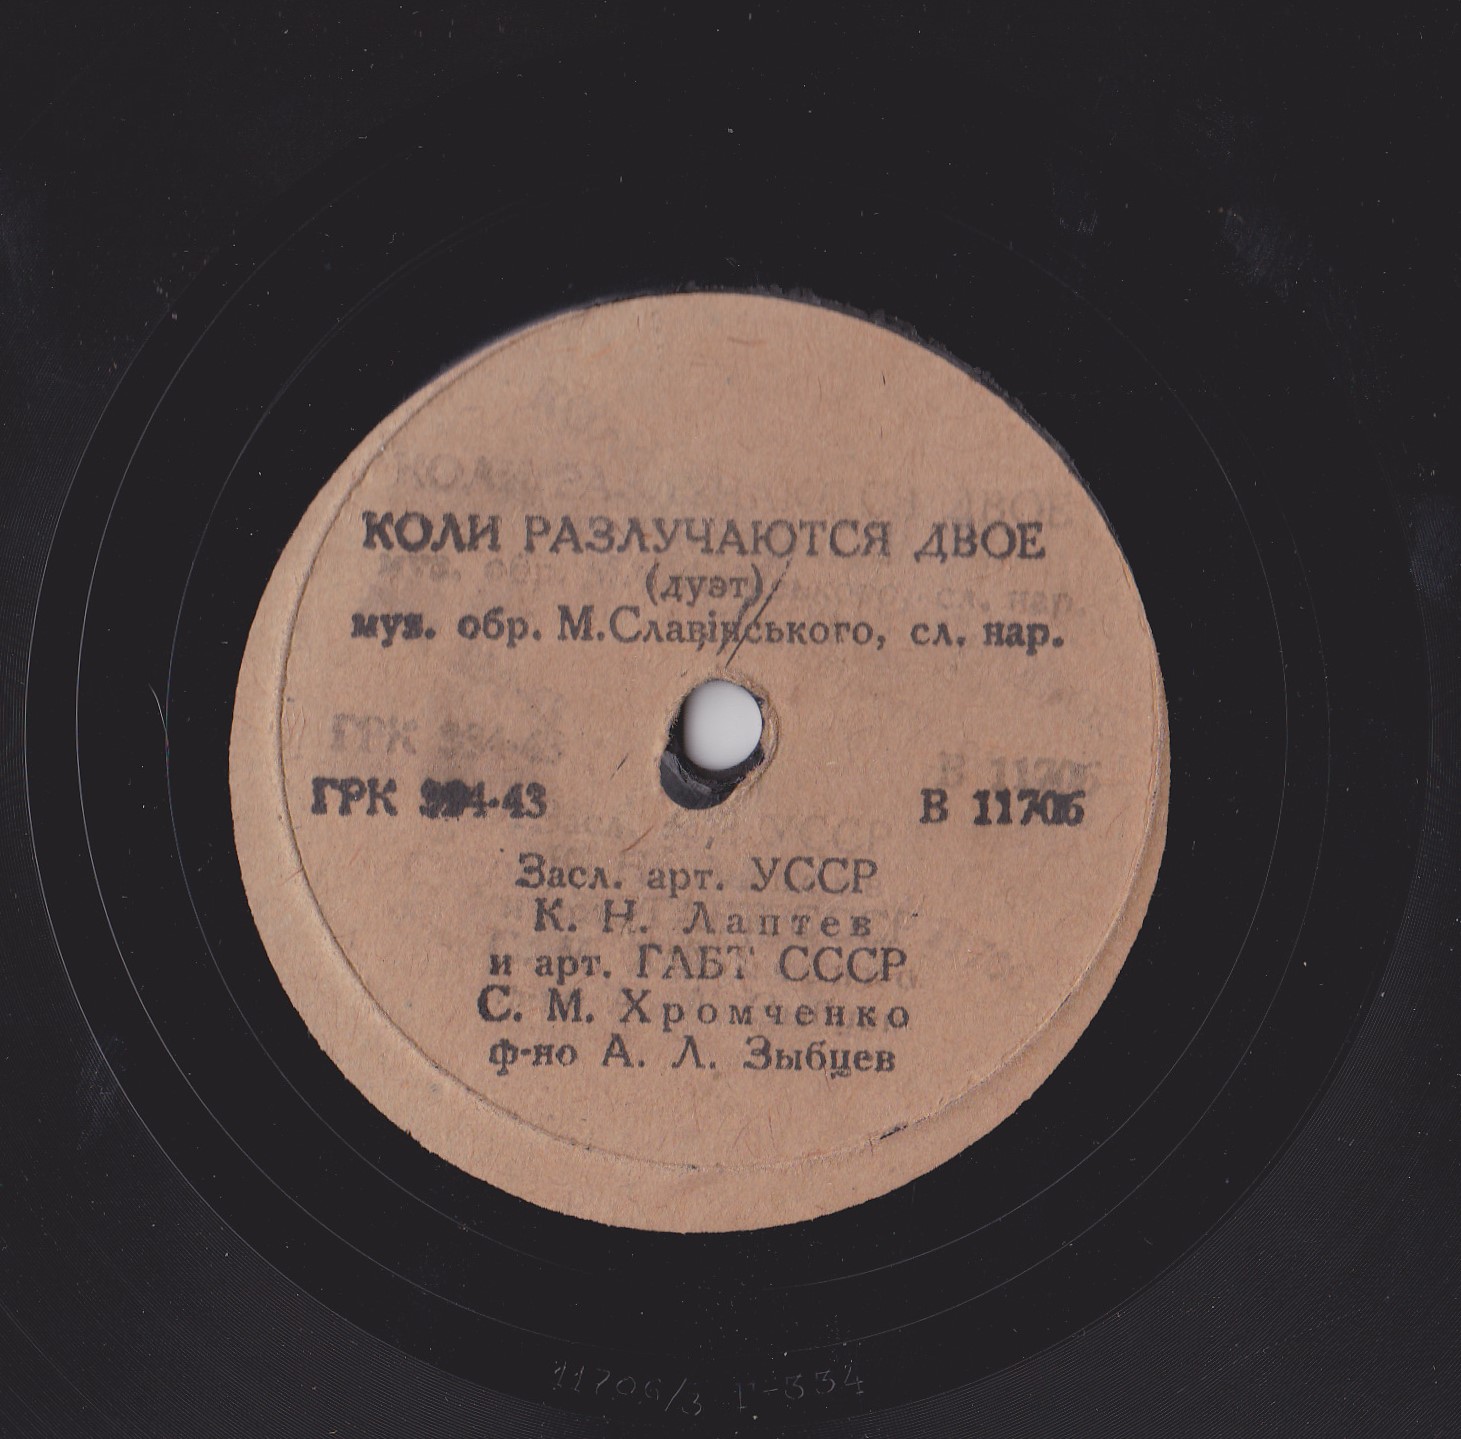 КОЛИ РАЗЛУЧАЮТСЯ ДВОЕ
(дуэт)
муз. обр. М.Славінського, сл. нар.
ГРК 994-43 В 11706
Засл. арт. УССР
К. Н. Лаптев
и арт. ГАБТ СССР
С. М. Хромченко
ф-но А. Л. Зыбцев
11706/3 Г-334